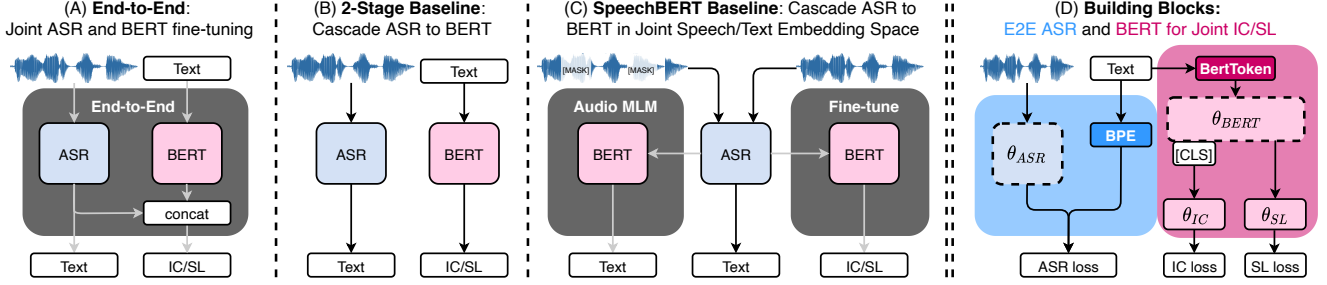 (A) End-to-End:
Joint ASR and BERT fine-tuning
Text
End-to-End
ASR
BERT
concat
Text
IC/SL
(B) 2-Stage Baseline:
Cascade ASR to BERT
Text
ASR
BERT
Text
IC/SL
(C) SpeechBERT Baseline: Cascade ASR to
BERT in Joint Speech/Text Embedding Space
[MASK]
[MASK]
Audio MLM
Fine-tune
BERT
ASR
BERT
Text
Text
IC/SL
(D) Building Blocks:
E2E ASR and BERT for Joint IC/SL
Text
BertToken
θ_BERT
θ_ASR
BPE
[CLS]
θ_IC
θ_SL
ASR loss
IC loss
SL loss